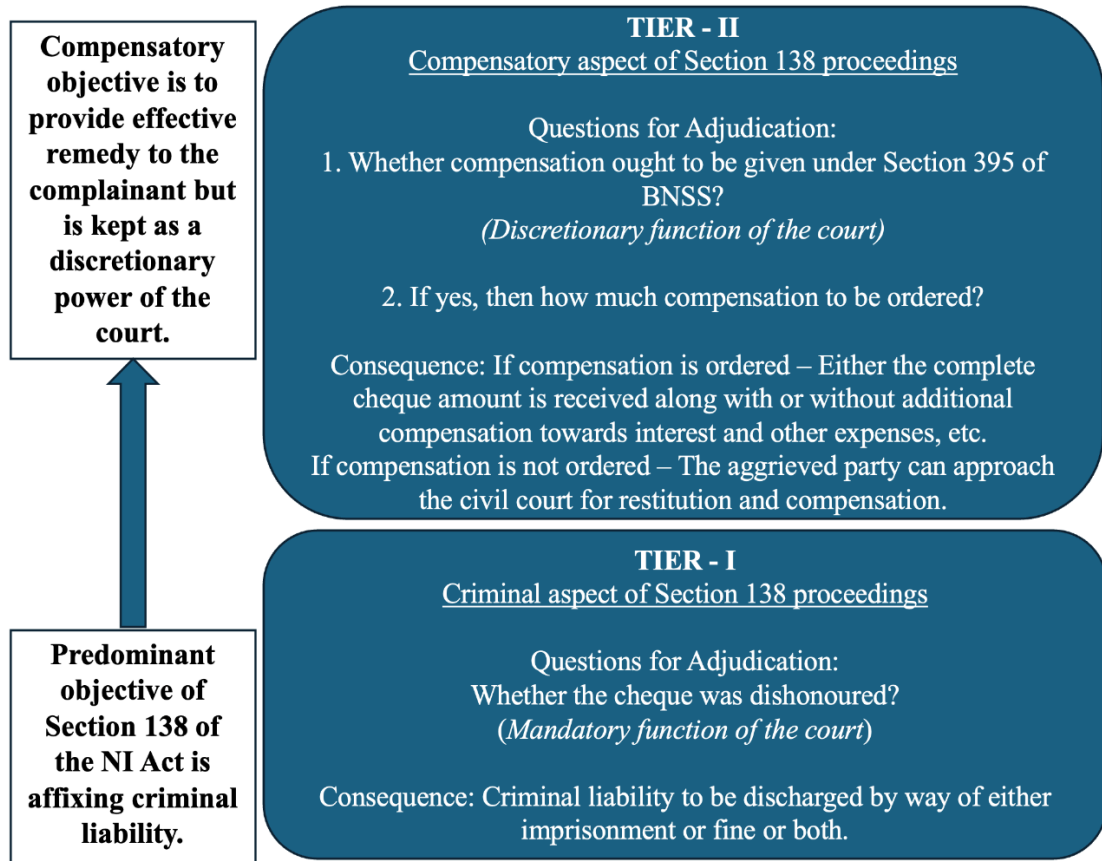 Compensatory
objective is to
provide effective
remedy to the
complainant but
is kept as a
discretionary
power of the
court.
TIER - II
Compensatory aspect of Section 138 proceedings
Questions for Adjudication:
1. Whether compensation ought to be given under Section 395 of
BNSS?
(Discretionary function of the court)
2. If yes, then how much compensation to be ordered?
Consequence: If compensation is ordered – Either the complete
cheque amount is received along with or without additional
compensation towards interest and other expenses, etc.
If compensation is not ordered – The aggrieved party can approach
the civil court for restitution and compensation.
Predominant
objective of
Section 138 of
the NI Act is
affixing criminal
liability.
TIER - I
Criminal aspect of Section 138 proceedings
Questions for Adjudication:
Whether the cheque was dishonoured?
(Mandatory function of the court)
Consequence: Criminal liability to be discharged by way of either
imprisonment or fine or both.